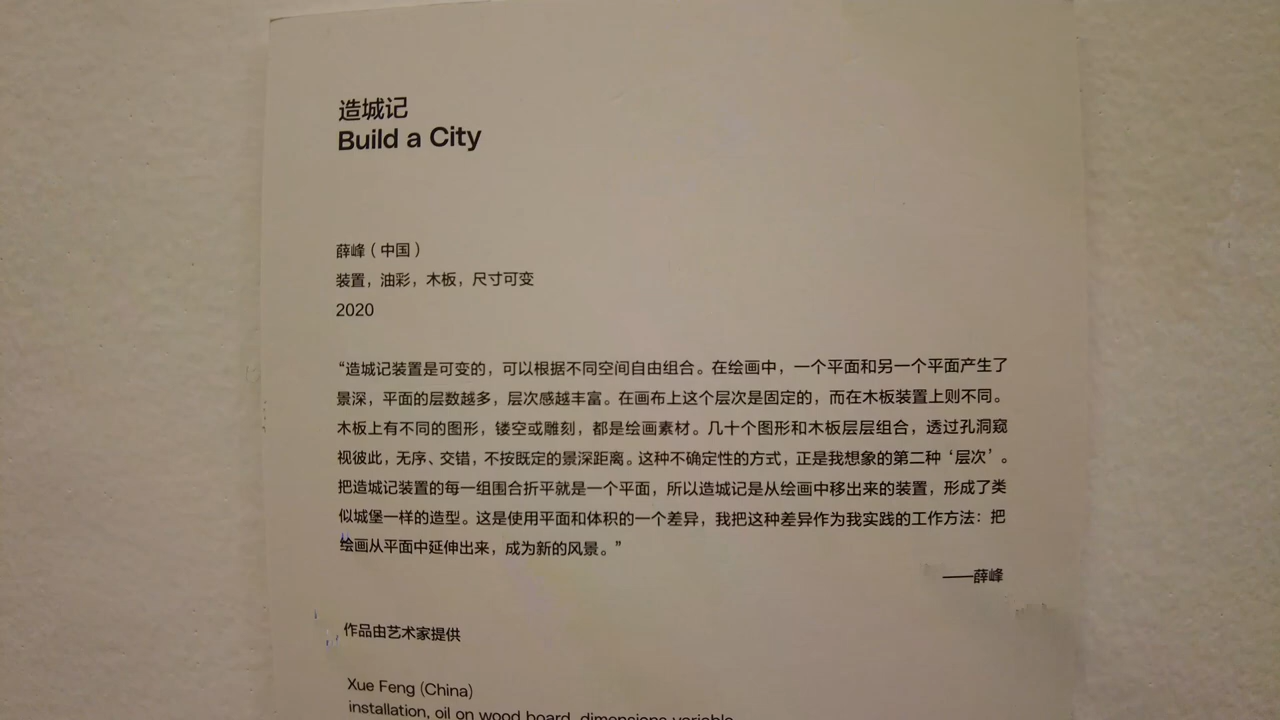 造城记
Build a City
薛峰（中国）
装置，油彩，木板，尺寸可变
2020
“造城记装置是可变的，可以根据不同空间自由组合。在绘画中，一个平面和另一个平面产生了
景深，平面的层数越多，层次感越丰富。在画布上这个层次是固定的，而在木板装置上则不同。
木板上有不同的图形，镂空或雕刻，都是绘画素材。几十个图形和木板层层组合，透过孔洞窥
视彼此，无序、交错，不按既定的景深距离。这种不确定性的方式，正是我想象的第二种‘层次’。
把造城记装置的每一组围合折平就是一个平面，所以造城记是从绘画中移出来的装置，形成了类
似城堡一样的造型。这是使用平面和体积的一个差异，我把这种差异作为我实践的工作方法：把
绘画从平面中延伸出来，成为新的风景。”
——薛峰
作品由艺术家提供
Xue Feng (China)
installation, oil on wood board, dimensions variable